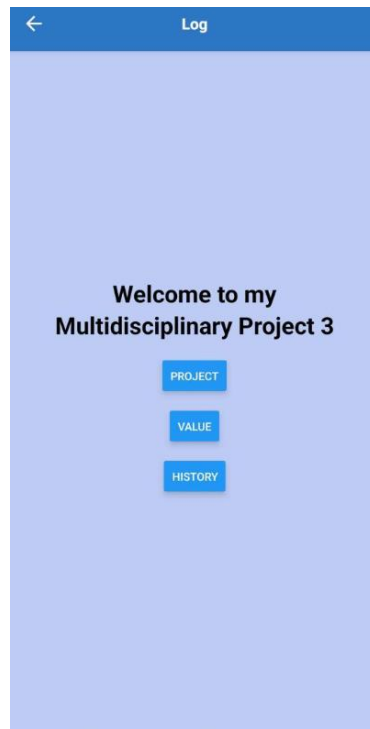 Log
Welcome to my
Multidisciplinary Project 3
PROJECT
VALUE
HISTORY